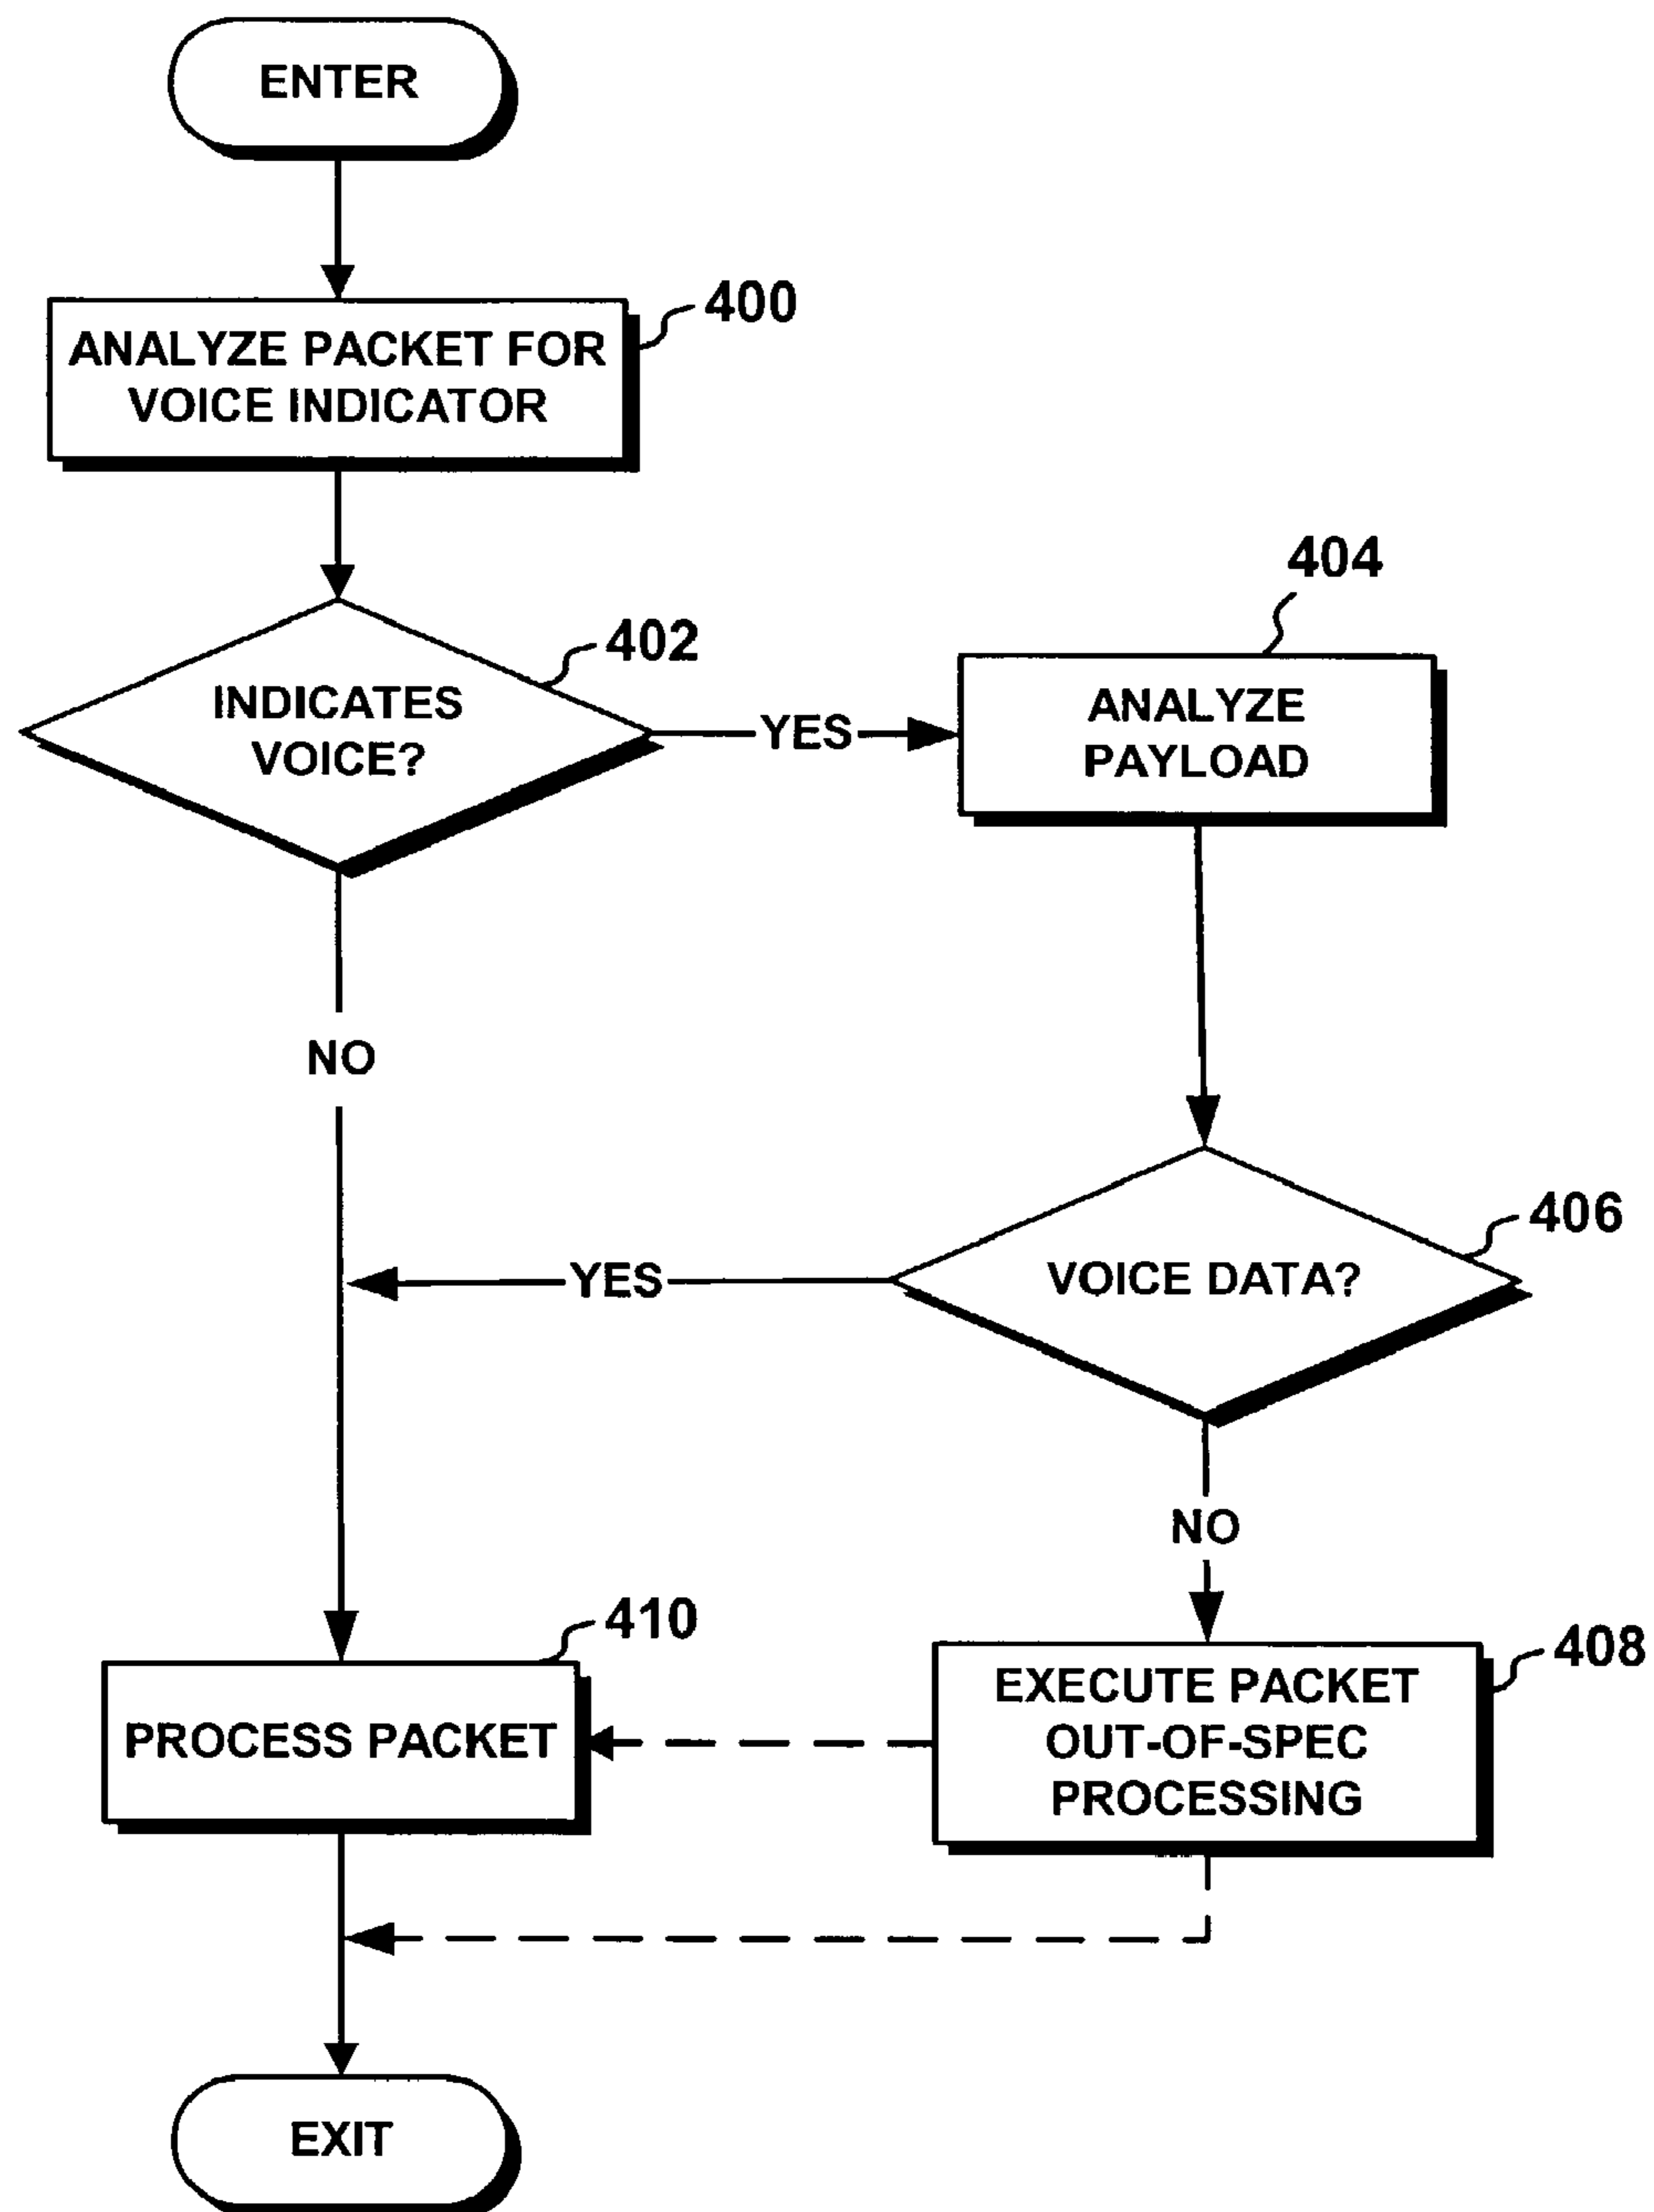 ENTER
400
ANALYZE PACKET FOR
VOICE INDICATOR
402
INDICATES
VOICE?
YES
404
ANALYZE
PAYLOAD
NO
406
VOICE DATA?
YES
NO
410
PROCESS PACKET
408
EXECUTE PACKET
OUT-OF-SPEC
PROCESSING
EXIT